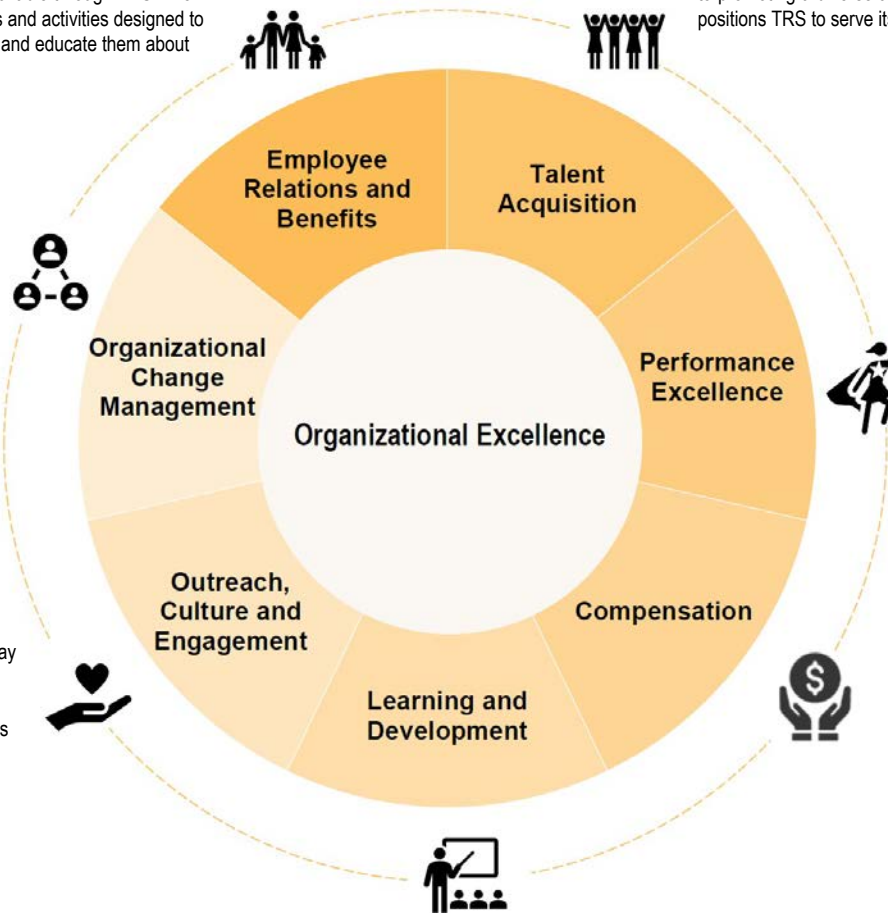 s and activities designed to
and educate them about
positions TRS to serve its
Employee
Relations and
Benefits
Talent
Acquisition
Organizational
Change
Management
Performance
Excellence
Organizational Excellence
Outreach,
Culture and
Engagement
Compensation
Learning and
Development
ay
s
$